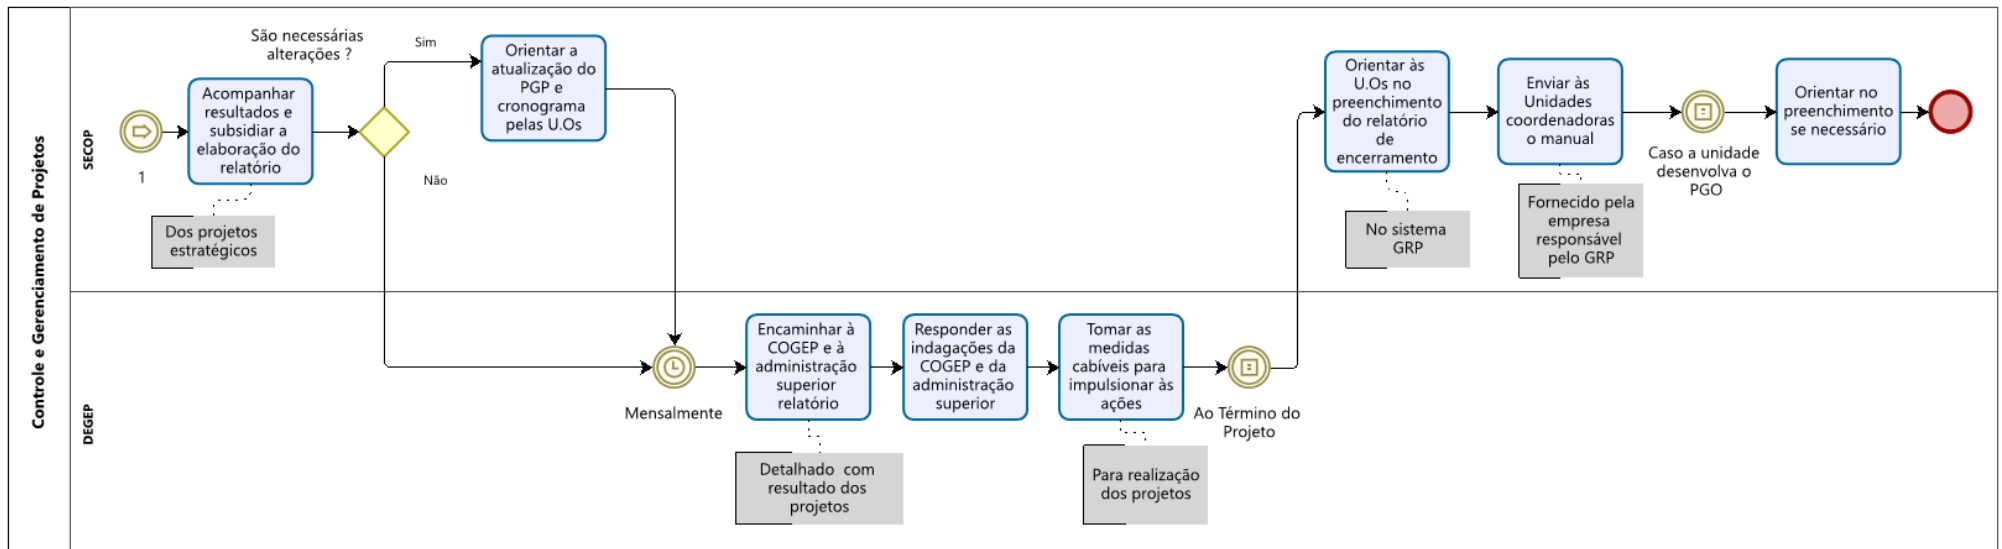 Controle e Gerenciamento de Projetos
SECOP
1
Acompanhar
resultados e
subsidiar a
elaboração do
relatório
Dos projetos
estratégicos
São necessárias
alterações ?
Sim
Não
Orientar a
atualização do
PGP e
cronograma
pelas U.Os
Orientar às
U.Os no
preenchimento
do relatório
de
encerramento
No sistema
GRP
Enviar às
Unidades
coordenadoras
o manual
Fornecido pela
empresa
responsável
pelo GRP
Caso a unidade
desenvolva o
PGO
Orientar no
preenchimento
se necessário
DEGEP
Mensalmente
Encaminhar à
COGEP e à
administração
superior
relatório
Detalhado com
resultado dos
projetos
Responder as
indagações da
COGEP e da
administração
superior
Tomar as
medidas
cabíveis para
impulsionar às
ações
Para realização
dos projetos
Ao Término do
Projeto